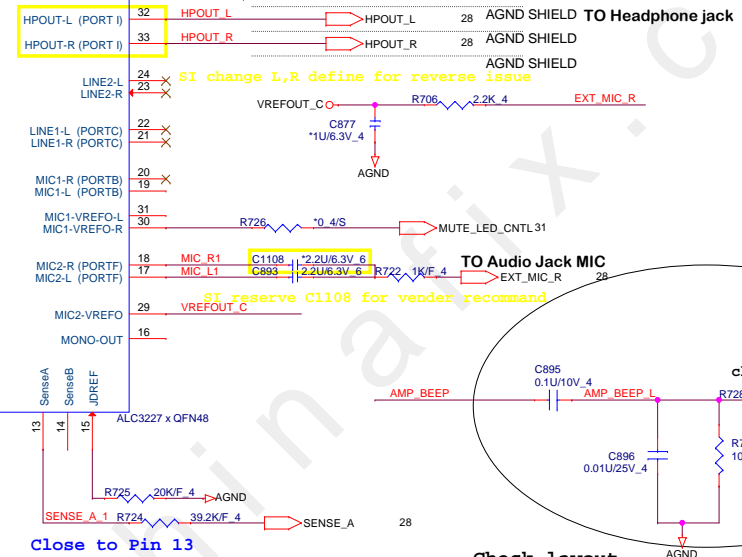 HPOUT-L (PORT I) 32 HPOUT_L HPOUT_L 28 AGND SHIELD TO Headphone jack
HPOUT-R (PORT I) 33 HPOUT_R HPOUT_R 28 AGND SHIELD
AGND SHIELD
LINE2-L 24 SI change L,R define for reverse issue
LINE2-R 23
VREFOUT_C R706 2.2K_4 EXT_MIC_R
C877
*1U/6.3V_4
AGND
LINE1-L (PORTC) 22
LINE1-R (PORTC) 21
MIC1-R (PORTB) 20
MIC1-L (PORTB) 19
MIC1-VREFO-L 31
MIC1-VREFO-R 30 R726 *0_4/S MUTE_LED_CNTL 31
MIC2-R (PORTF) 18 MIC_R1 C1108 *2.2U/6.3V_6 TO Audio Jack MIC
MIC2-L (PORTF) 17 MIC_L1 C893 2.2U/6.3V_6 R722 1K/F_4 EXT_MIC_R 28
SI reserve C1108 for vender recommand
MIC2-VREFO 29 VREFOUT_C
MONO-OUT 16
SenseA SenseB JDREF
ALC3227 x QFN48
13 14 15
C895
0.1U/10V_4
AMP_BEEP AMP_BEEP_L R728
C896
0.01U/25V_4
AGND
R725 20K/F_4 AGND
SENSE_A_1 R724 39.2K/F_4 SENSE_A 28
Close to Pin 13
Check layout
hinafix.c